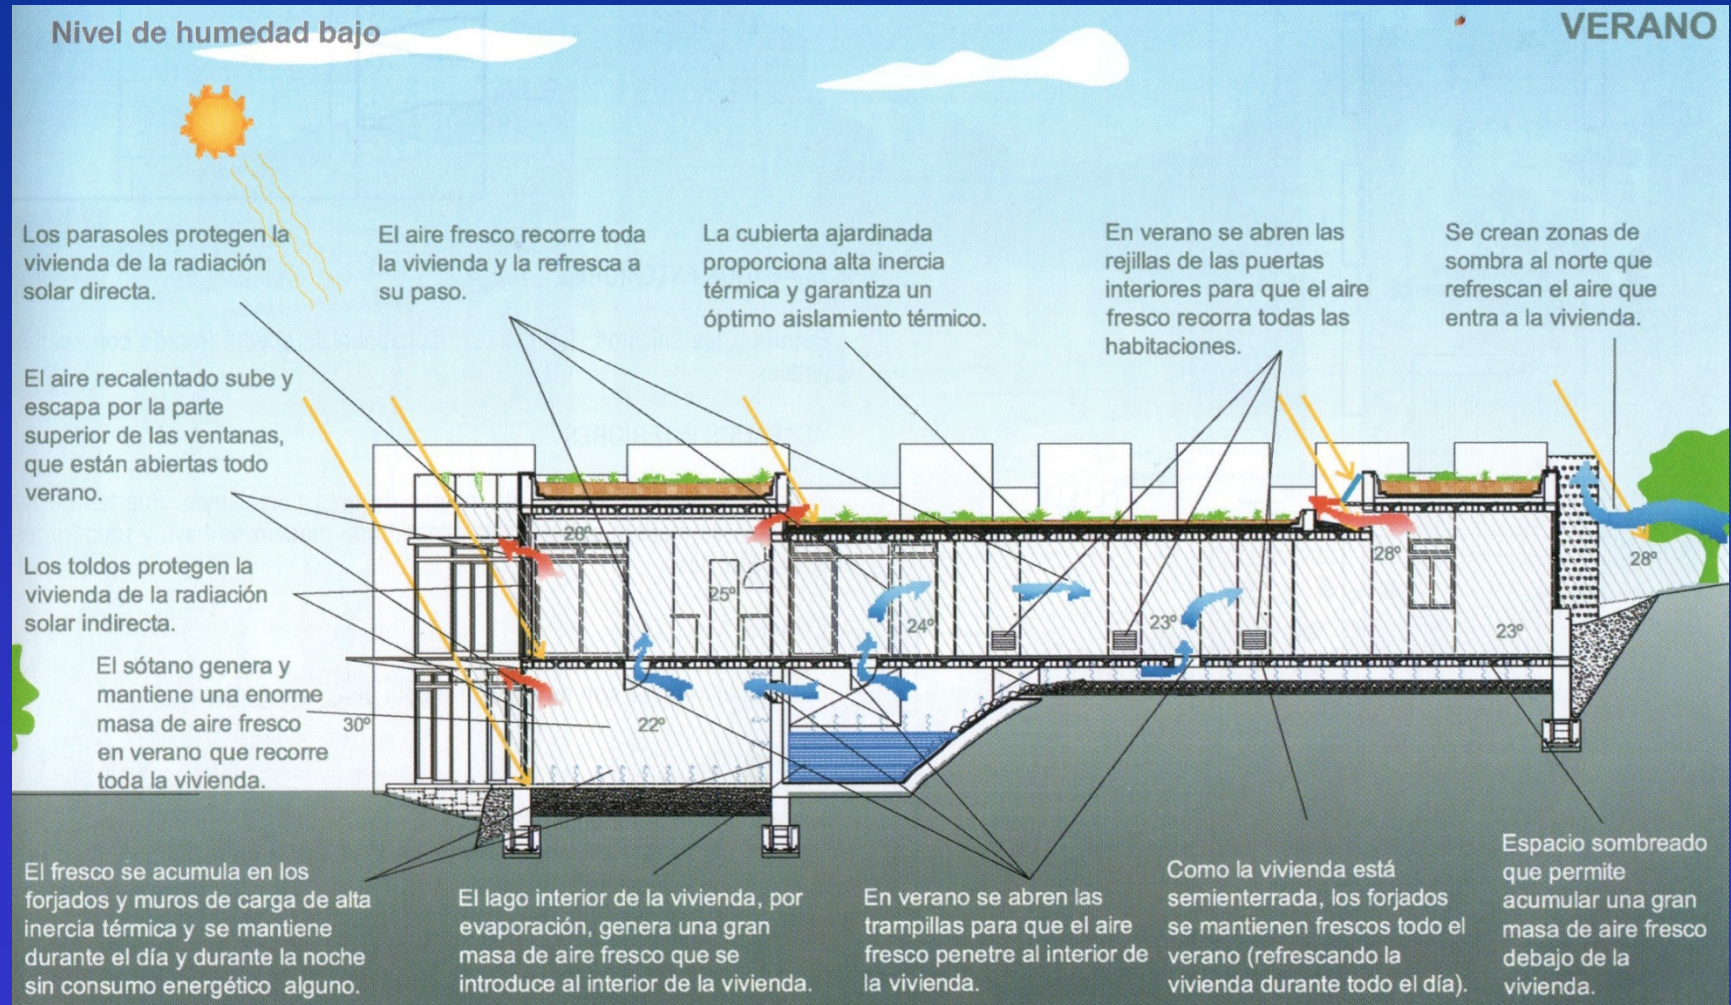 Nivel de humedad bajo
VERANO
Los parasoles protegen la
vivienda de la radiación
solar directa.
El aire fresco recorre toda
la vivienda y la refresca a
su paso.
La cubierta ajardinada
proporciona alta inercia
térmica y garantiza un
óptimo aislamiento térmico.
En verano se abren las
rejillas de las puertas
interiores para que el aire
fresco recorra todas las
habitaciones.
Se crean zonas de
sombra al norte que
refrescan el aire que
entra a la vivienda.
El aire recalentado sube y
escapa por la parte
superior de las ventanas,
que están abiertas todo
verano.
Los toldos protegen la
vivienda de la radiación
solar indirecta.
El sótano genera y
mantiene una enorme
masa de aire fresco
en verano que recorre
toda la vivienda.
30º
22º
25º
24º
23º
28º
23º
28º
El fresco se acumula en los
forjados y muros de carga de alta
inercia térmica y se mantiene
durante el día y durante la noche
sin consumo energético alguno.
El lago interior de la vivienda, por
evaporación, genera una gran
masa de aire fresco que se
introduce al interior de la vivienda.
En verano se abren las
trampillas para que el aire
fresco penetre al interior de
la vivienda.
Como la vivienda está
semienterrada, los forjados
se mantienen frescos todo el
verano (refrescando la
vivienda durante todo el día).
Espacio sombreado
que permite
acumular una gran
masa de aire fresco
debajo de la
vivienda.